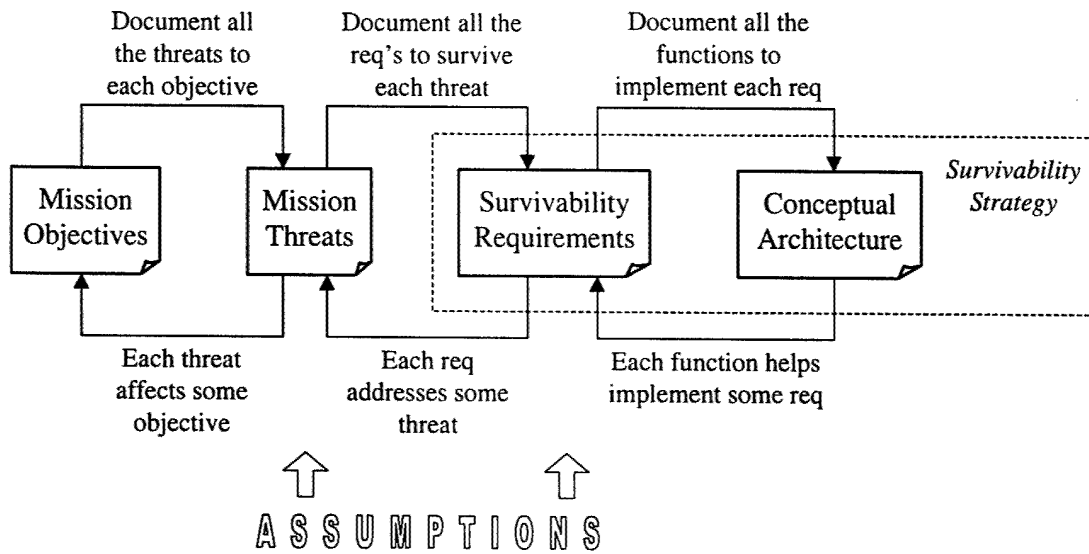 Document all
the threats to
each objective
Document all the
req's to survive
each threat
Document all the
functions to
implement each req
Survivability
Strategy
Mission
Objectives
Mission
Threats
Survivability
Requirements
Conceptual
Architecture
Each threat
affects some
objective
Each req
addresses some
threat
Each function helps
implement some req
ASSUMPTIONS